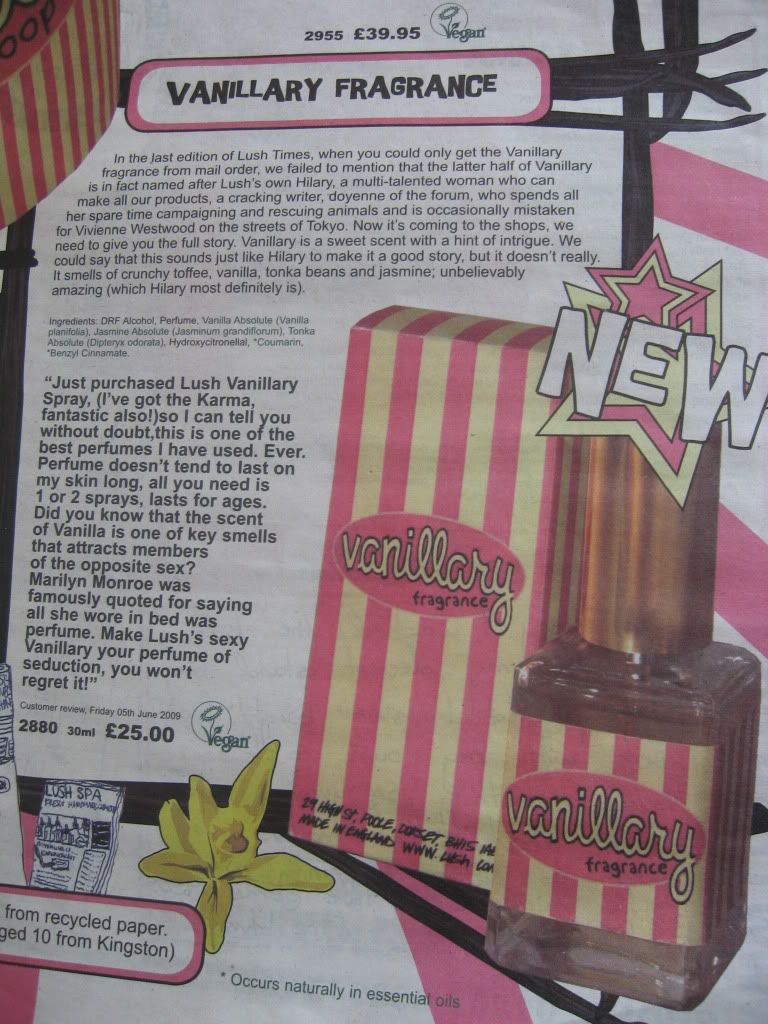 oop
2955 £39.95 Vegan
VANILLARY FRAGRANCE
In the last edition of Lush Times, when you could only get the Vanillary
fragrance from mail order, we failed to mention that the latter half of Vanillary
is in fact named after Lush's own Hilary, a multi-talented woman who can
make all our products, a cracking writer, doyenne of the forum, who spends all
her spare time campaigning and rescuing animals and is occasionally mistaken
for Vivienne Westwood on the streets of Tokyo. Now it's coming to the shops, we
need to give you the full story. Vanillary is a sweet scent with a hint of intrigue. We
could say that this sounds just like Hilary to make it a good story, but it doesn't really.
It smells of crunchy toffee, vanilla, tonka beans and jasmine; unbelievably
amazing (which Hilary most definitely is).
Ingredients: DRF Alcohol, Perfume, Vanilla Absolute (Vanilla
planifolia), Jasmine Absolute (Jasminum grandiflorum), Tonka
Absolute (Dipteryx odorata), Hydroxycitronellal, *Coumarin,
*Benzyl Cinnamate.
NEW
"Just purchased Lush Vanillary
Spray, (I've got the Karma,
fantastic also!)so I can tell you
without doubt,this is one of the
best perfumes I have used. Ever.
Perfume doesn't tend to last on
my skin long, all you need is
1 or 2 sprays, lasts for ages.
Did you know that the scent
of Vanilla is one of key smells
that attracts members
of the opposite sex?
Marilyn Monroe was
famously quoted for saying
all she wore in bed was
perfume. Make Lush's sexy
Vanillary your perfume of
seduction, you won't
regret it!"
Customer review, Friday 05th June 2009
2880 30ml £25.00 Vegan
vanillary
fragrance
29 HIGH St, POOLE, DORSET, BH15 1A
MADE IN ENGLAND WWW. LUSH. COM
vanillary
fragrance
LUSH SPA
from recycled paper.
ged 10 from Kingston)
* Occurs naturally in essential oils